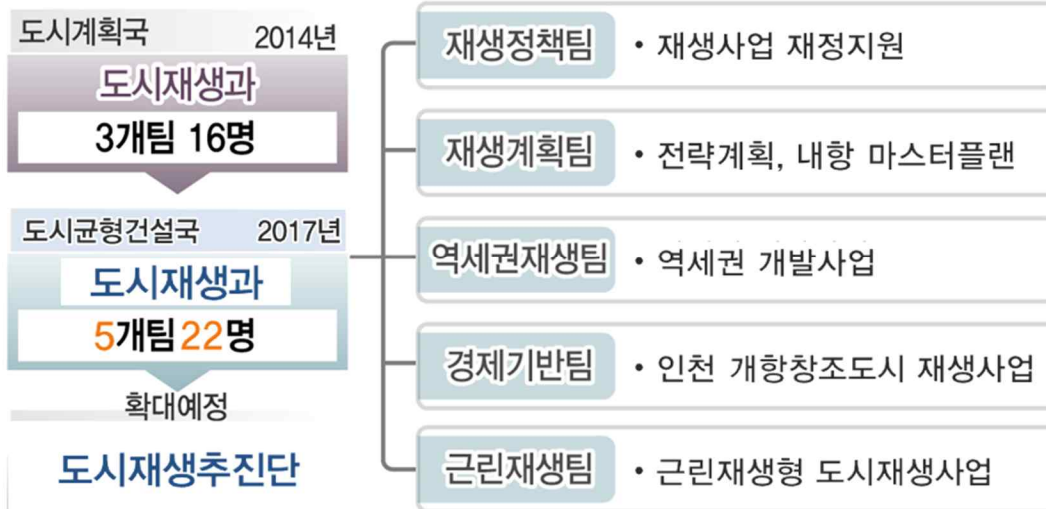 도시계획국 2014년
도시재생과
3개팀 16명
도시균형건설국 2017년
도시재생과
5개팀 22명
확대예정
도시재생추진단
재생정책팀 • 재생사업 재정지원
재생계획팀 • 전략계획, 내항 마스터플랜
역세권재생팀 • 역세권 개발사업
경제기반팀 • 인천 개항창조도시 재생사업
근린재생팀 • 근린재생형 도시재생사업